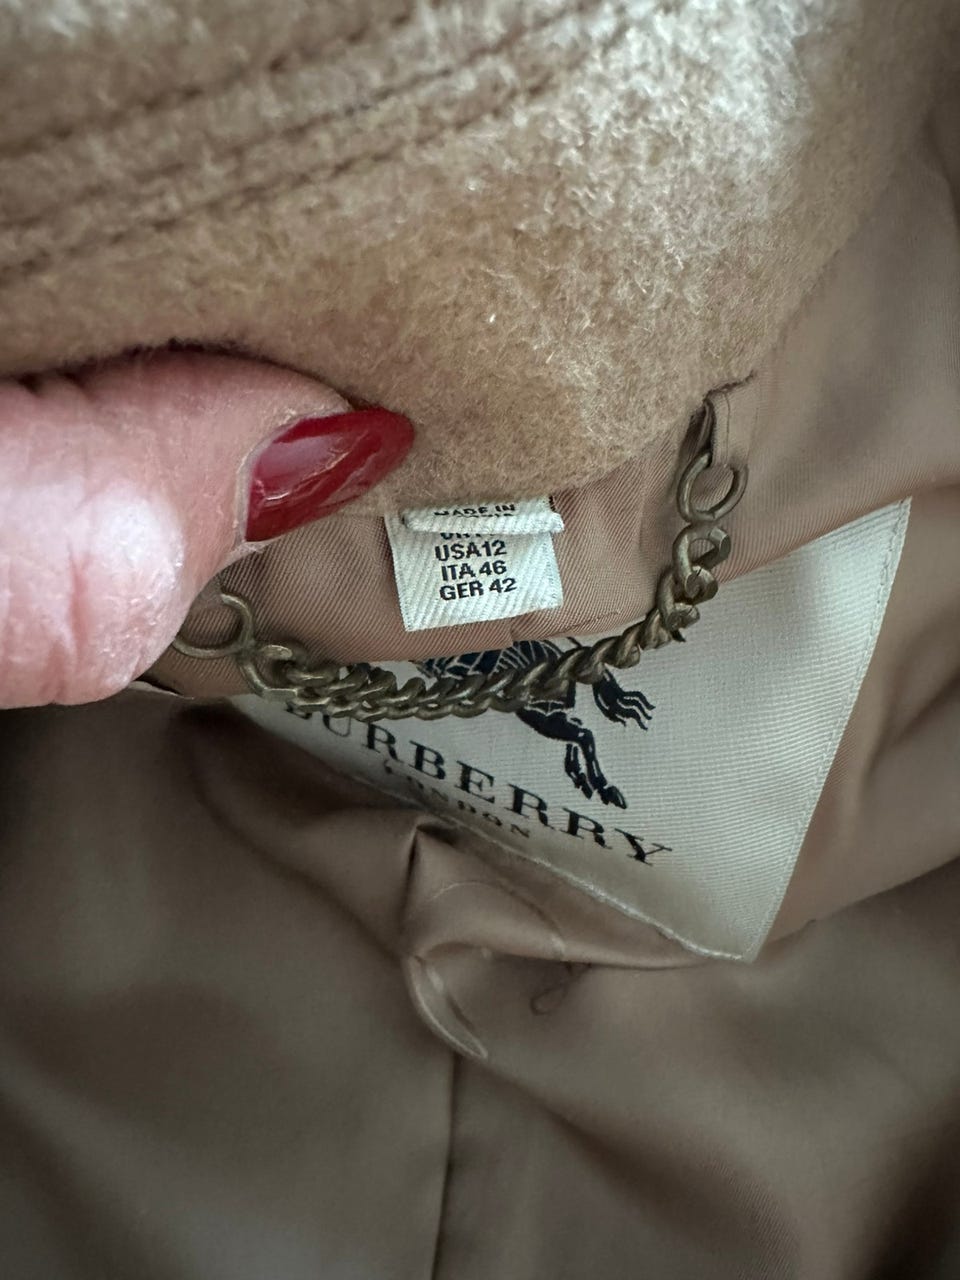 MADE IN
USA12
ITA 46
GER 42
BURBERRY
LONDON